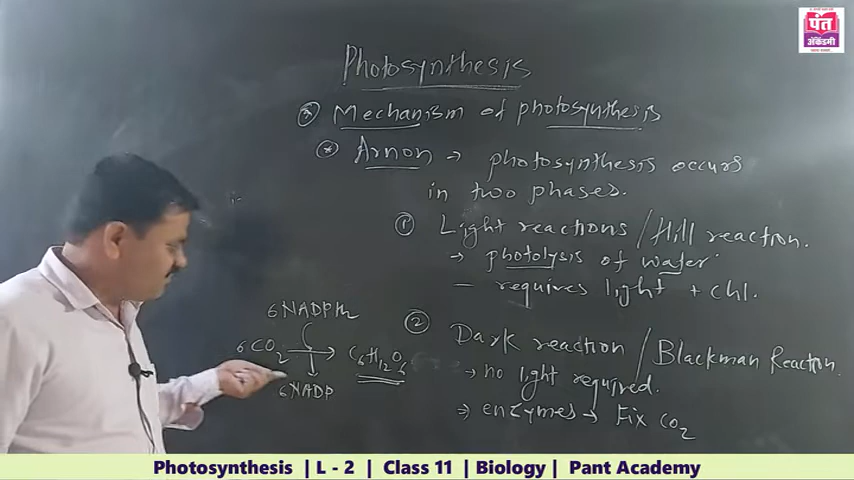 पंत
अ‍ॅकॅडमी
Photosynthesis
* Mechanism of photosynthesis
* Arnon → photosynthesis occurs
in two phases.
① Light reactions / Hill reaction.
→ photolysis of water
– requires light + chl.
② Dark reaction / Blackman Reaction.
→ no light required.
⇒ enzymes → Fix CO₂
6NADPH₂
6CO₂ → C₆H₁₂O₆
6NADP
Photosynthesis | L - 2 | Class 11 | Biology | Pant Academy